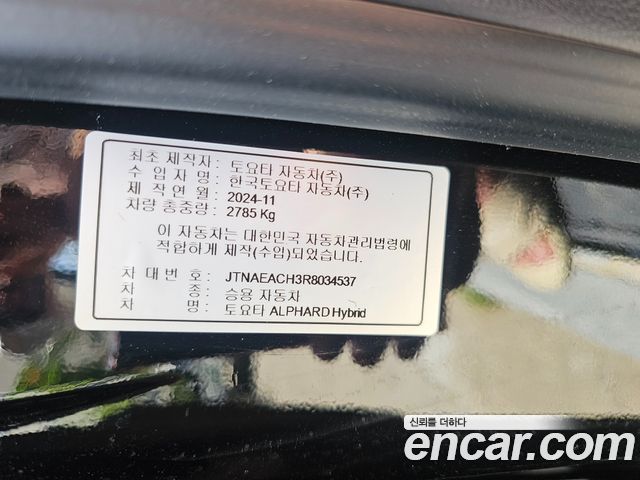 최초 제작자 : 토요타 자동차(주)
수 입 자 명 : 한국토요타 자동차(주)
제 작 연 월 : 2024-11
차량 총중량 : 2785 Kg
이 자동차는 대한민국 자동차관리법령에
적합하게 제작(수입)되었습니다.
차 대 번 호 : JTNAEACH3R8034537
차 종 : 승용 자동차
차 명 : 토요타 ALPHARD Hybrid
신뢰를 더하다
encar.com